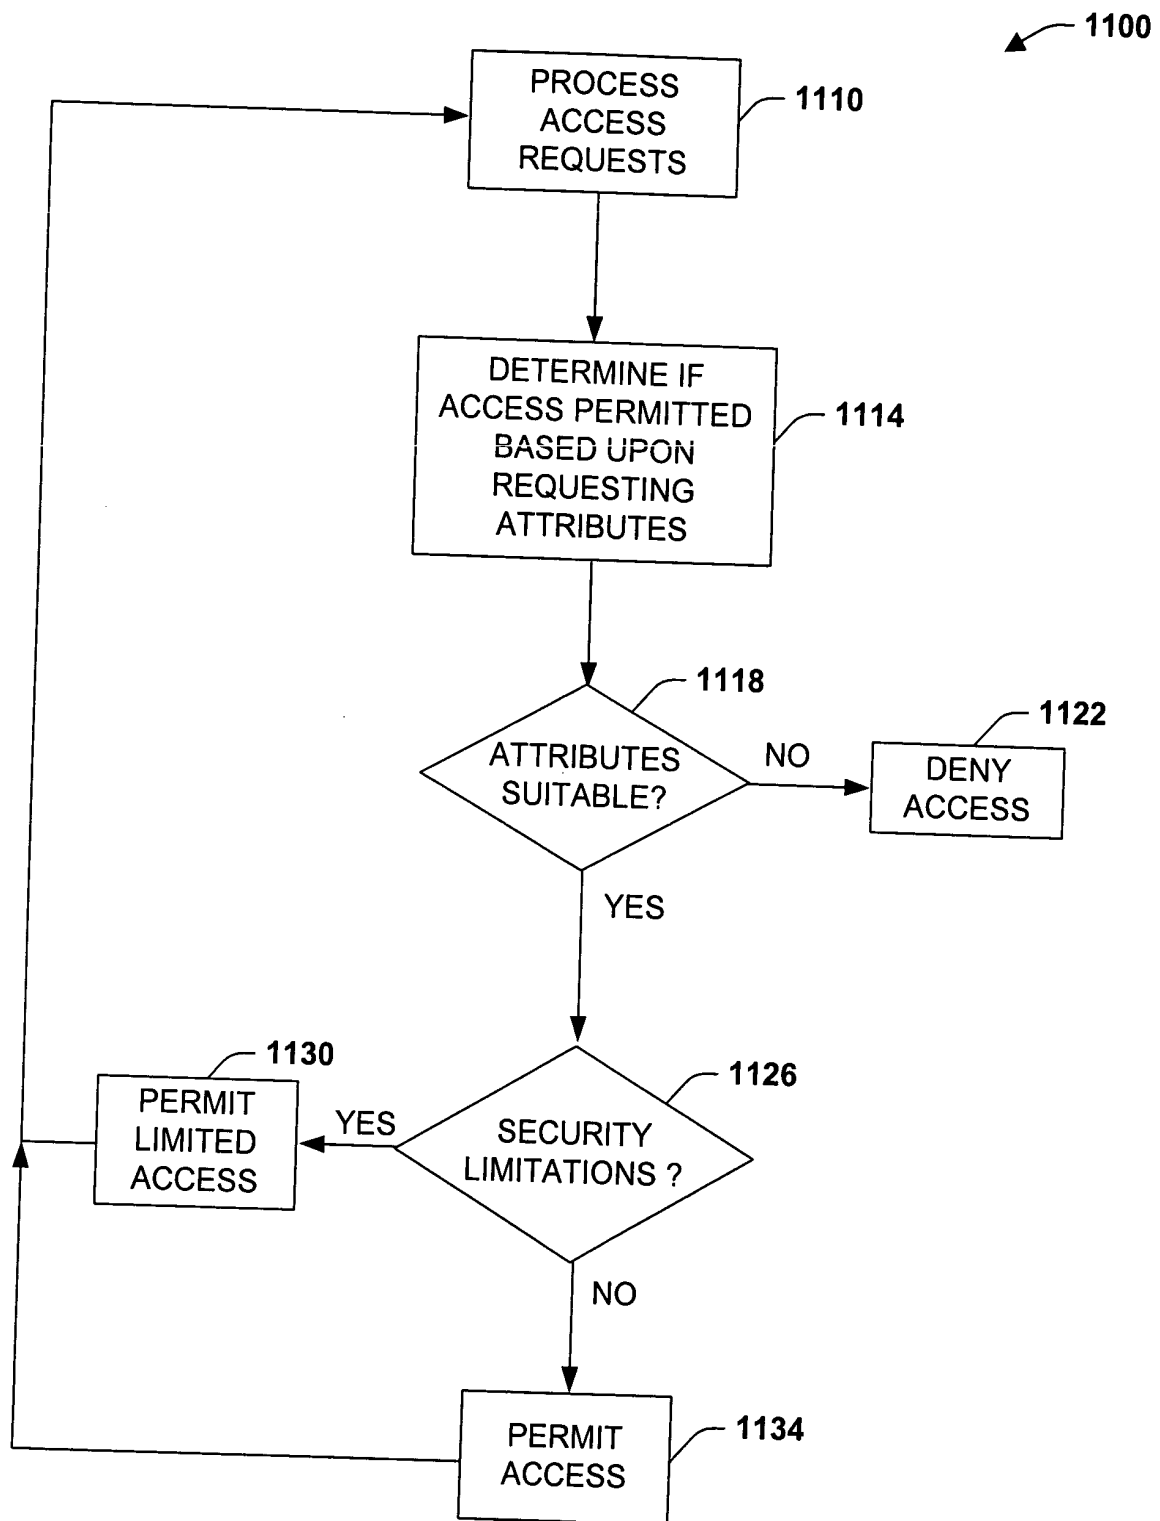 1100
PROCESS
ACCESS
REQUESTS
1110
DETERMINE IF
ACCESS PERMITTED
BASED UPON
REQUESTING
ATTRIBUTES
1114
1118
ATTRIBUTES
SUITABLE?
NO
1122
DENY
ACCESS
YES
1130
PERMIT
LIMITED
ACCESS
YES
1126
SECURITY
LIMITATIONS ?
NO
PERMIT
ACCESS
1134